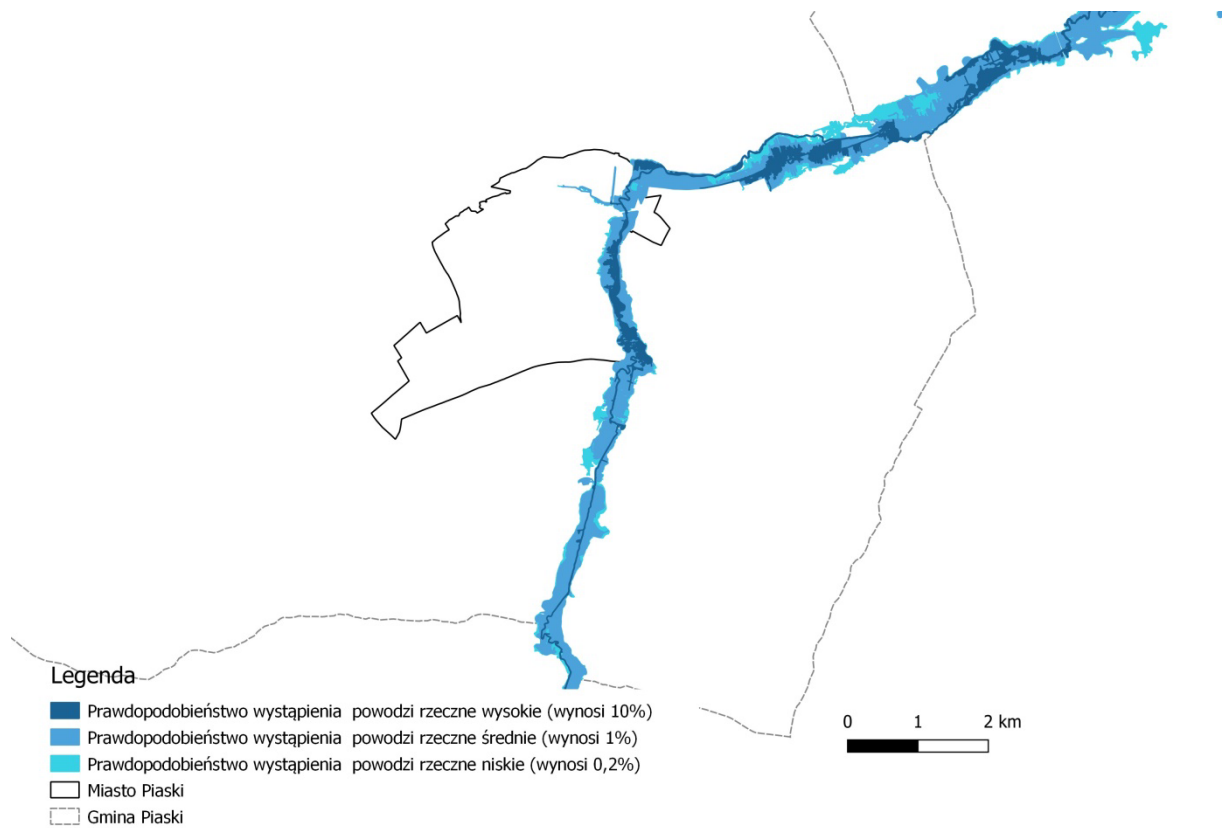 Legenda
Prawdopodobieństwo wystąpienia powodzi rzeczne wysokie (wynosi 10%)
Prawdopodobieństwo wystąpienia powodzi rzeczne średnie (wynosi 1%)
Prawdopodobieństwo wystąpienia powodzi rzeczne niskie (wynosi 0,2%)
Miasto Piaski
Gmina Piaski
0 1 2 km